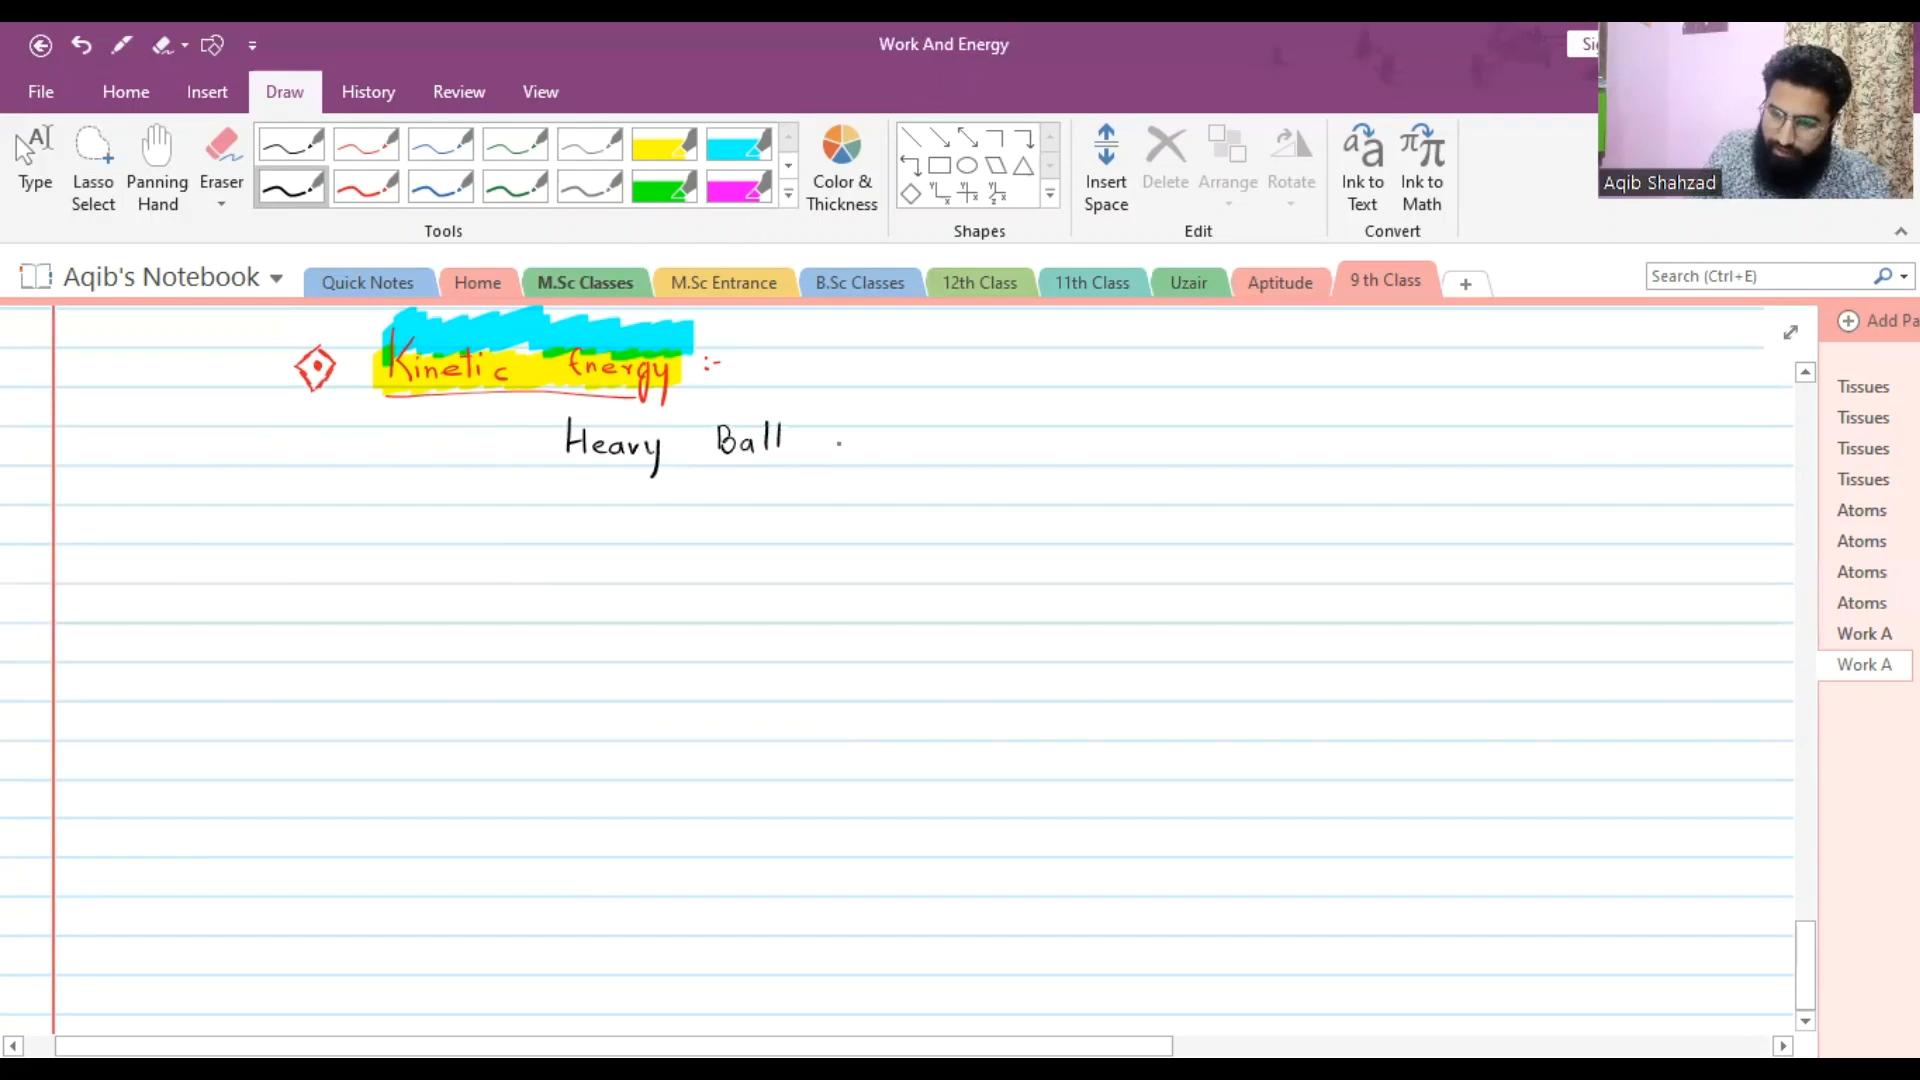 Work And Energy
File Home Insert Draw History Review View
Type
Lasso Select
Panning Hand
Eraser
Color & Thickness
Insert Space
Delete
Arrange
Rotate
Ink to Text
Ink to Math
Tools
Shapes
Edit
Convert
Aqib Shahzad
Aqib's Notebook
Quick Notes Home M.Sc Classes M.Sc Entrance B.Sc Classes 12th Class 11th Class Uzair Aptitude 9 th Class +
Search (Ctrl+E)
Add Pa
Kinetic Energy :-
Heavy Ball
Tissues
Tissues
Tissues
Tissues
Atoms
Atoms
Atoms
Atoms
Work A
Work A